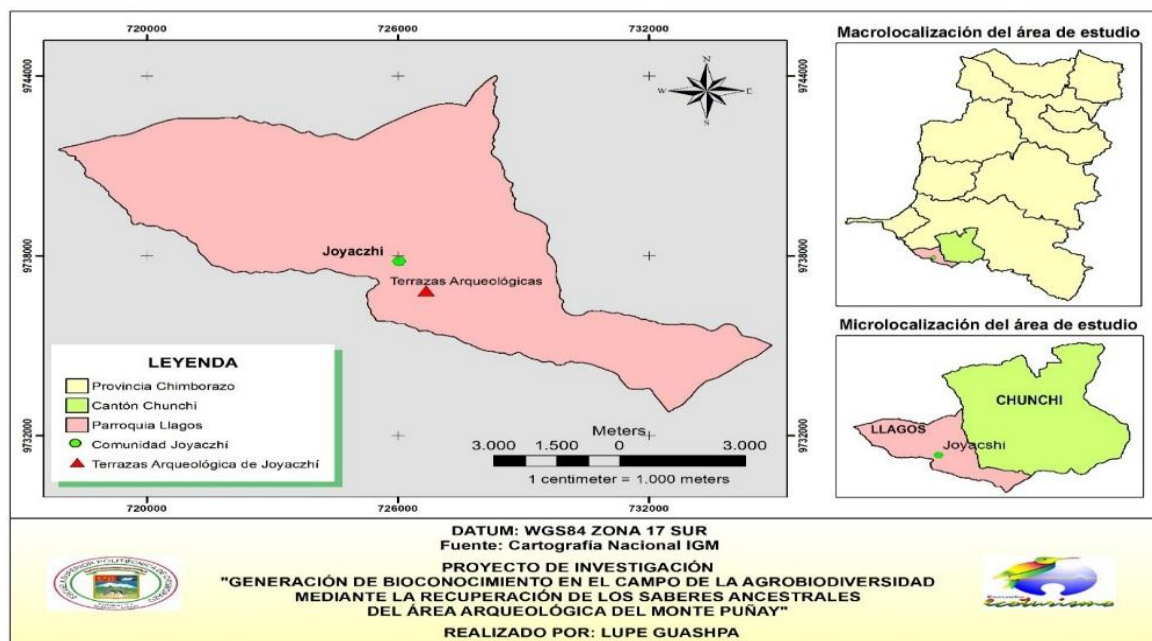 720000
726000
732000
9744000
9738000
9732000
N
W
E
S
Joyaczhi
Terrazas Arqueológicas
LEYENDA
Provincia Chimborazo
Cantón Chunchi
Parroquia Llagos
Comunidad Joyaczhí
Terrazas Arqueológica de Joyaczhí
Meters
3.000 1.500 0 3.000
1 centimeter = 1.000 meters
9744000
9738000
9732000
720000
726000
732000
Macrolocalización del área de estudio
Microlocalización del área de estudio
CHUNCHI
LLAGOS
Joyacshi
DATUM: WGS84 ZONA 17 SUR
Fuente: Cartografía Nacional IGM
PROYECTO DE INVESTIGACIÓN
"GENERACIÓN DE BIOCONOCIMIENTO EN EL CAMPO DE LA AGROBIODIVERSIDAD
MEDIANTE LA RECUPERACIÓN DE LOS SABERES ANCESTRALES
DEL ÁREA ARQUEOLÓGICA DEL MONTE PUÑAY"
REALIZADO POR: LUPE GUASHPA
ecoturismo